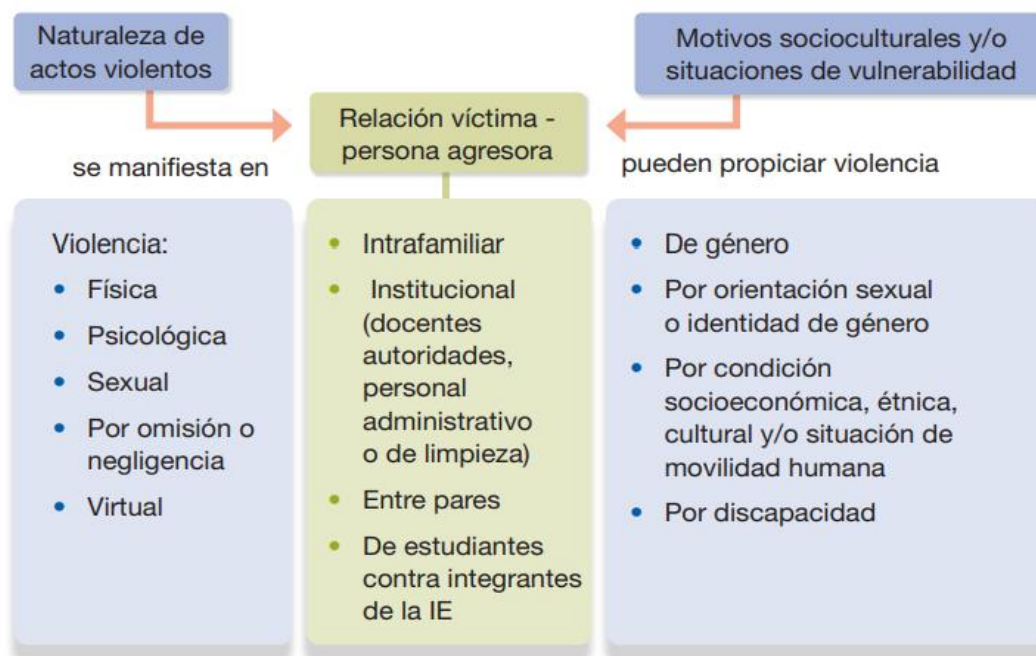 Naturaleza de
actos violentos
Motivos socioculturales y/o
situaciones de vulnerabilidad
Relación víctima -
persona agresora
se manifiesta en
pueden propiciar violencia
Violencia:
• Física
• Psicológica
• Sexual
• Por omisión o
negligencia
• Virtual
• Intrafamiliar
• Institucional
(docentes
autoridades,
personal
administrativo
o de limpieza)
• Entre pares
• De estudiantes
contra integrantes
de la IE
• De género
• Por orientación sexual
o identidad de género
• Por condición
socioeconómica, étnica,
cultural y/o situación de
movilidad humana
• Por discapacidad